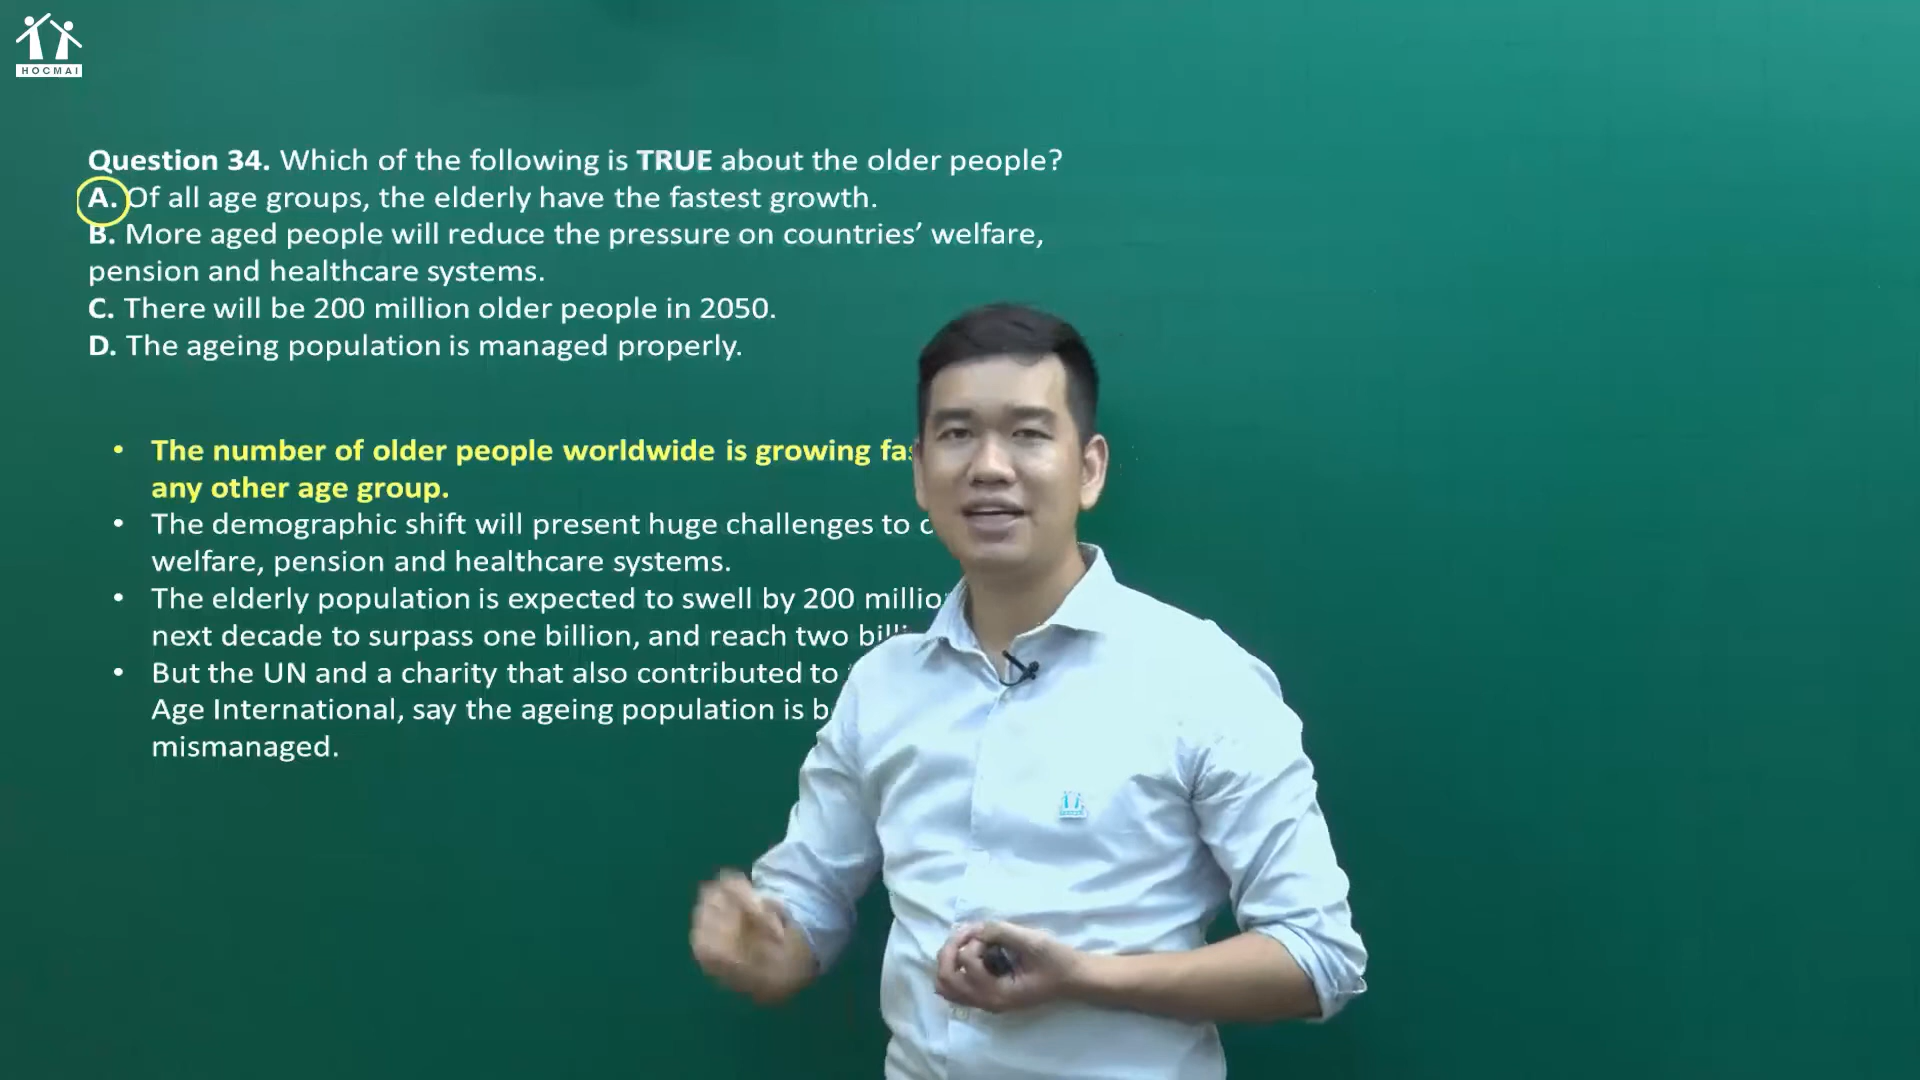 HOCMAI
Question 34. Which of the following is TRUE about the older people?
A. Of all age groups, the elderly have the fastest growth.
B. More aged people will reduce the pressure on countries’ welfare,
pension and healthcare systems.
C. There will be 200 million older people in 2050.
D. The ageing population is managed properly.
• The number of older people worldwide is growing
any other age group.
• The demographic shift will present huge challenges to
welfare, pension and healthcare systems.
• The elderly population is expected to swell by 200
next decade to surpass one billion, and reach two
• But the UN and a charity that also contributed to
Age International, say the ageing population is
mismanaged.